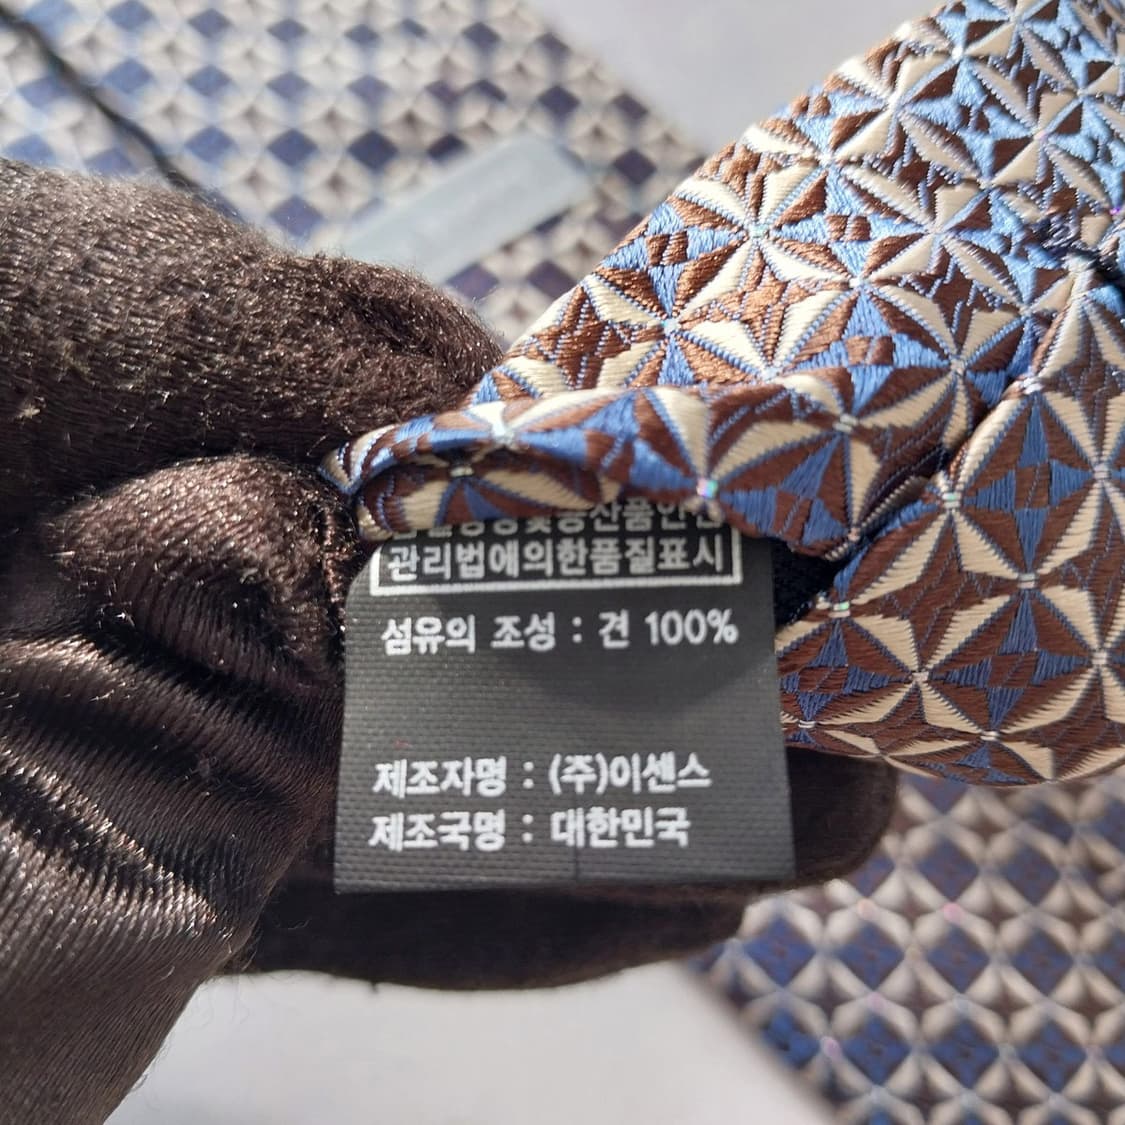 관리법애의한품질표시
섬유의 조성 : 견 100%
제조자명 : (주)이센스
제조국명 : 대한민국